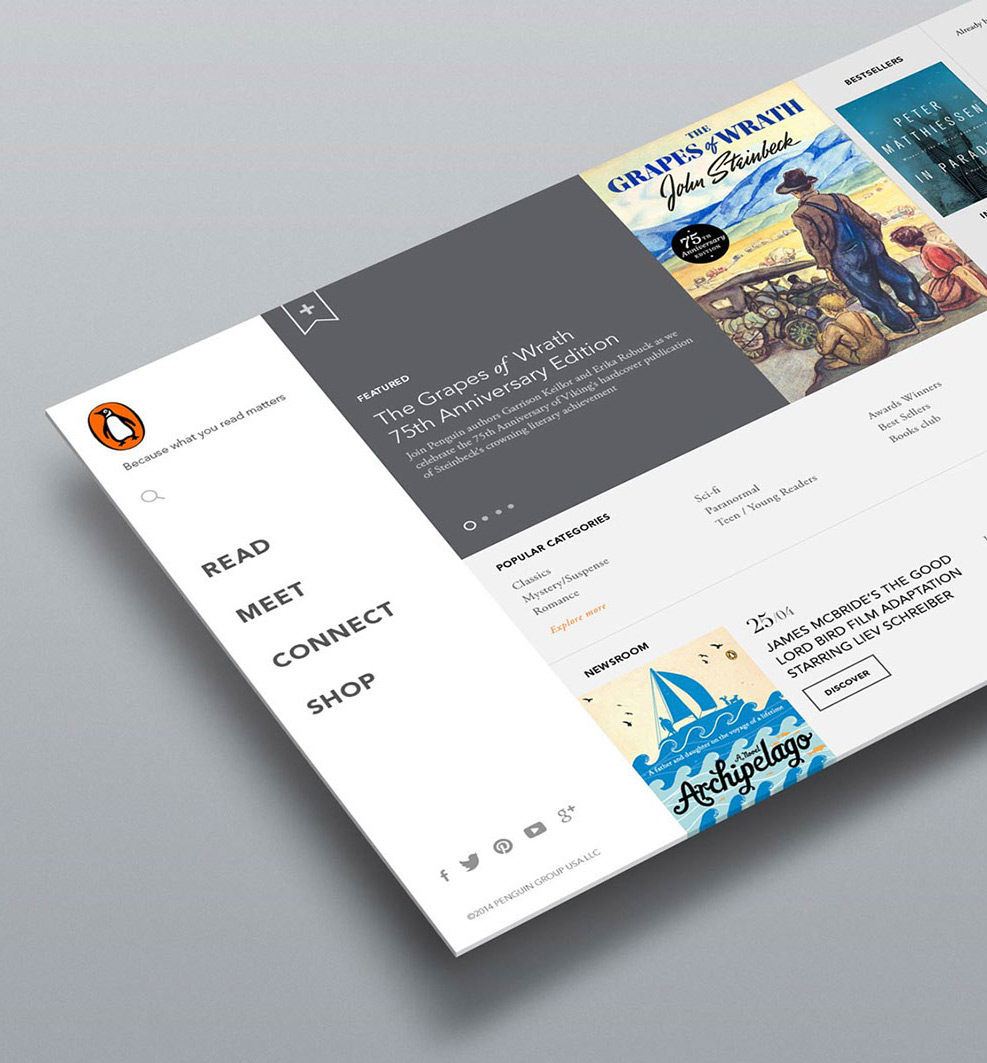 Because what you read matters
READ
MEET
CONNECT
SHOP
©2014 PENGUIN GROUP USA LLC
FEATURED
The Grapes of Wrath
75th Anniversary Edition
Join Penguin authors Garrison Keillor and Erika Robuck as we
celebrate the 75th Anniversary of Viking's hardcover publication
of Steinbeck's crowning literary achievement
THE
GRAPES of WRATH
John Steinbeck
75TH
Anniversary
EDITION
BESTSELLERS
PETER
MATTHIESSEN
IN PARAD
Already h
IN
POPULAR CATEGORIES
Classics
Mystery/Suspense
Romance
Explore more
Sci-fi
Paranormal
Teen / Young Readers
Awards Winners
Best Sellers
Books club
NEWSROOM
A father and daughter on the voyage of a lifetime
A Novel
Archipelago
25/04
JAMES MCBRIDE'S THE GOOD
LORD BIRD FILM ADAPTATION
STARRING LIEV SCHREIBER
DISCOVER